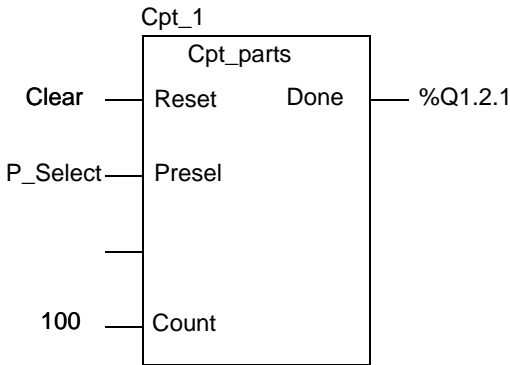 Cpt_1
Cpt_parts
Clear Reset Done %Q1.2.1
P_Select Presel
100 Count